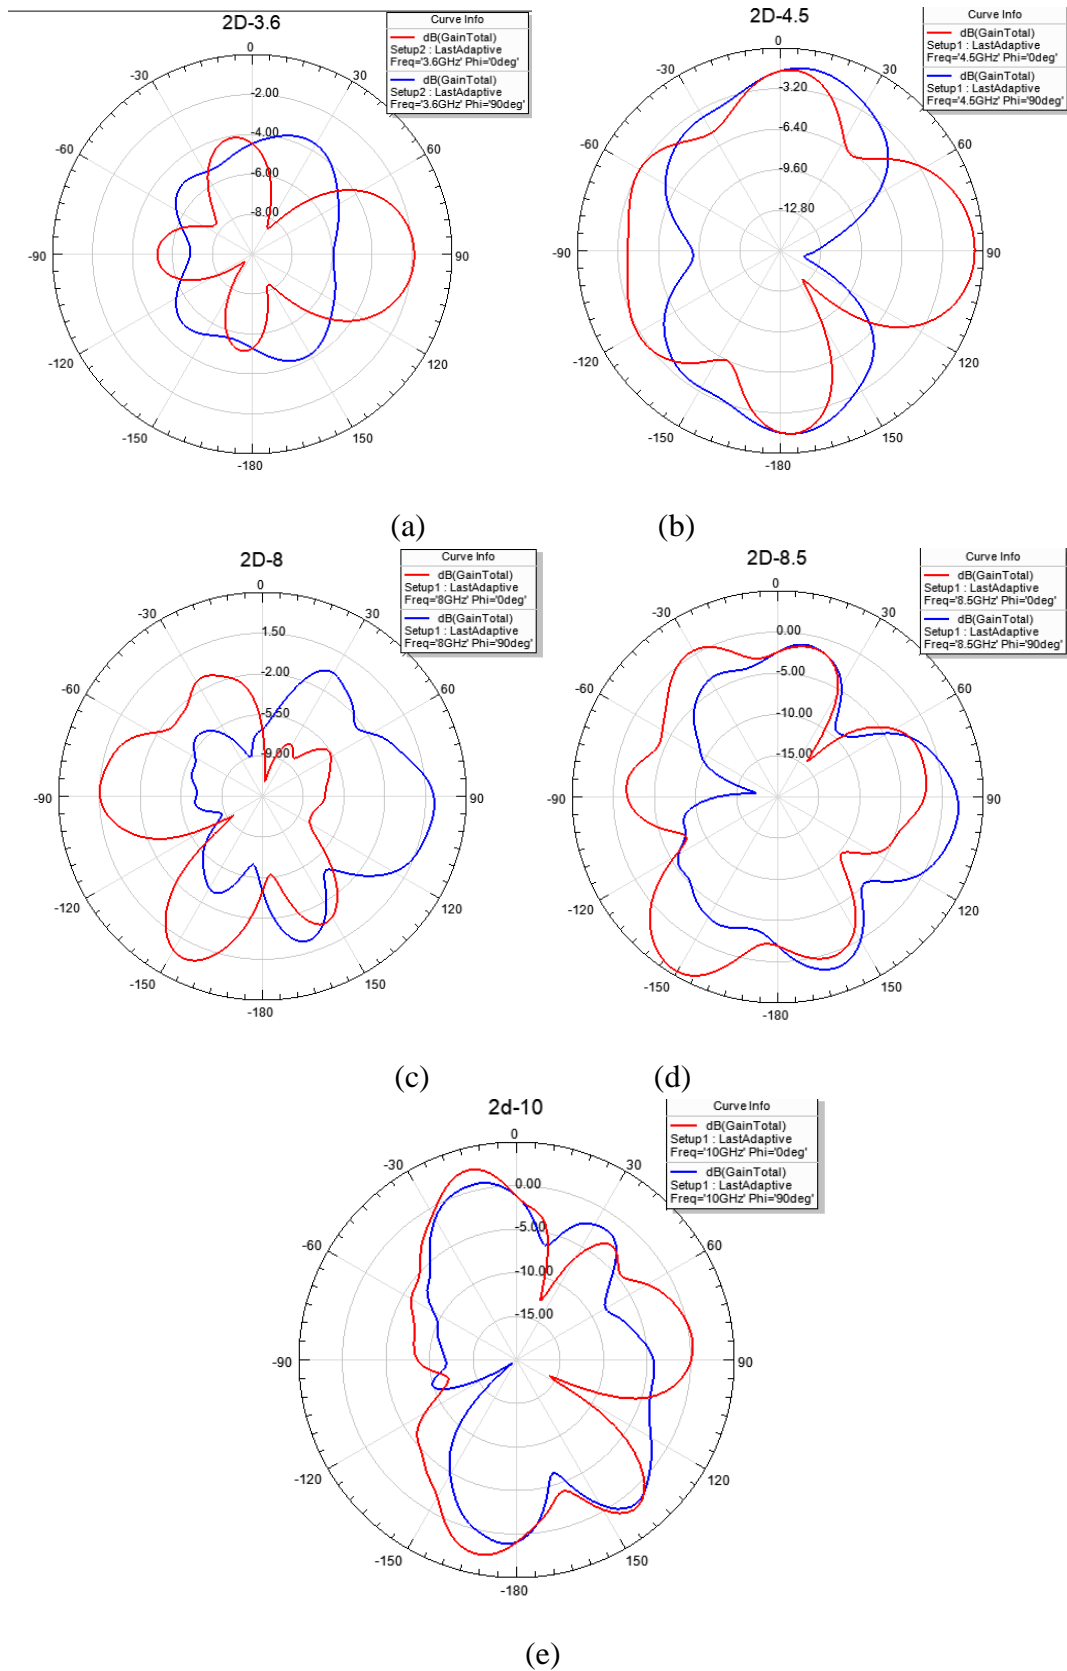 2D-3.6
Curve Info
dB(GainTotal)
Setup2 : LastAdaptive
Freq='3.6GHz' Phi='0deg'
dB(GainTotal)
Setup2 : LastAdaptive
Freq='3.6GHz' Phi='90deg'
0
30
60
90
120
150
-180
-150
-120
-90
-60
-30
-2.00
-4.00
-6.00
-8.00
2D-4.5
Curve Info
dB(GainTotal)
Setup1 : LastAdaptive
Freq='4.5GHz' Phi='0deg'
dB(GainTotal)
Setup1 : LastAdaptive
Freq='4.5GHz' Phi='90deg'
0
30
60
90
120
150
-180
-150
-120
-90
-60
-30
-3.20
-6.40
-9.60
-12.80
(a) (b)
2D-8
Curve Info
dB(GainTotal)
Setup1 : LastAdaptive
Freq='8GHz' Phi='0deg'
dB(GainTotal)
Setup1 : LastAdaptive
Freq='8GHz' Phi='90deg'
0
30
60
90
120
150
-180
-150
-120
-90
-60
-30
1.50
-2.00
-5.50
-9.00
2D-8.5
Curve Info
dB(GainTotal)
Setup1 : LastAdaptive
Freq='8.5GHz' Phi='0deg'
dB(GainTotal)
Setup1 : LastAdaptive
Freq='8.5GHz' Phi='90deg'
0
30
60
90
120
150
-180
-150
-120
-90
-60
-30
0.00
-5.00
-10.00
-15.00
(c) (d)
2d-10
Curve Info
dB(GainTotal)
Setup1 : LastAdaptive
Freq='10GHz' Phi='0deg'
dB(GainTotal)
Setup1 : LastAdaptive
Freq='10GHz' Phi='90deg'
0
30
60
90
120
150
-180
-150
-120
-90
-60
-30
0.00
-5.00
-10.00
-15.00
(e)